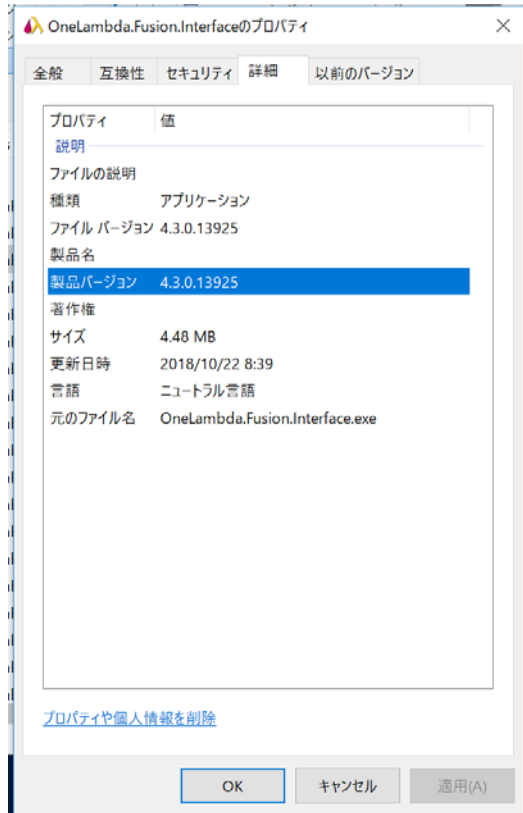 OneLambda.Fusion.Interfaceのプロパティ
全般 互換性 セキュリティ 詳細 以前のバージョン
プロパティ 値
説明
ファイルの説明
種類 アプリケーション
ファイル バージョン 4.3.0.13925
製品名
製品バージョン 4.3.0.13925
著作権
サイズ 4.48 MB
更新日時 2018/10/22 8:39
言語 ニュートラル言語
元のファイル名 OneLambda.Fusion.Interface.exe
プロパティや個人情報を削除
OK キャンセル 適用(A)